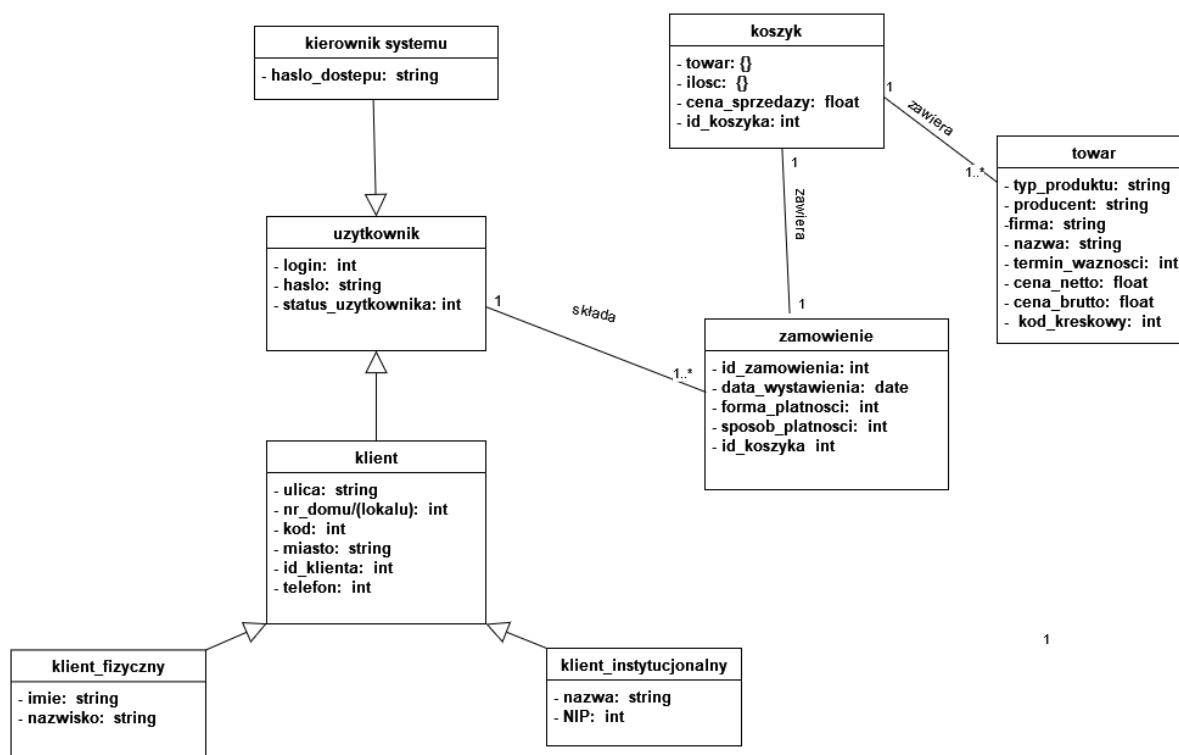 kierownik systemu
- haslo_dostepu: string
koszyk
- towar: {}
- ilosc: {}
- cena_sprzedazy: float
- id_koszyka: int
1
zawiera
1..*
towar
- typ_produktu: string
- producent: string
-firma: string
- nazwa: string
- termin_waznosci: int
- cena_netto: float
- cena_brutto: float
- kod_kreskowy: int
1
zawiera
1
uzytkownik
- login: int
- haslo: string
- status_uzytkownika: int
1
składa
1..*
zamowienie
- id_zamowienia: int
- data_wystawienia: date
- forma_platnosci: int
- sposob_platnosci: int
- id_koszyka int
klient
- ulica: string
- nr_domu/(lokalu): int
- kod: int
- miasto: string
- id_klienta: int
- telefon: int
klient_fizyczny
- imie: string
- nazwisko: string
klient_instytucjonalny
- nazwa: string
- NIP: int
1